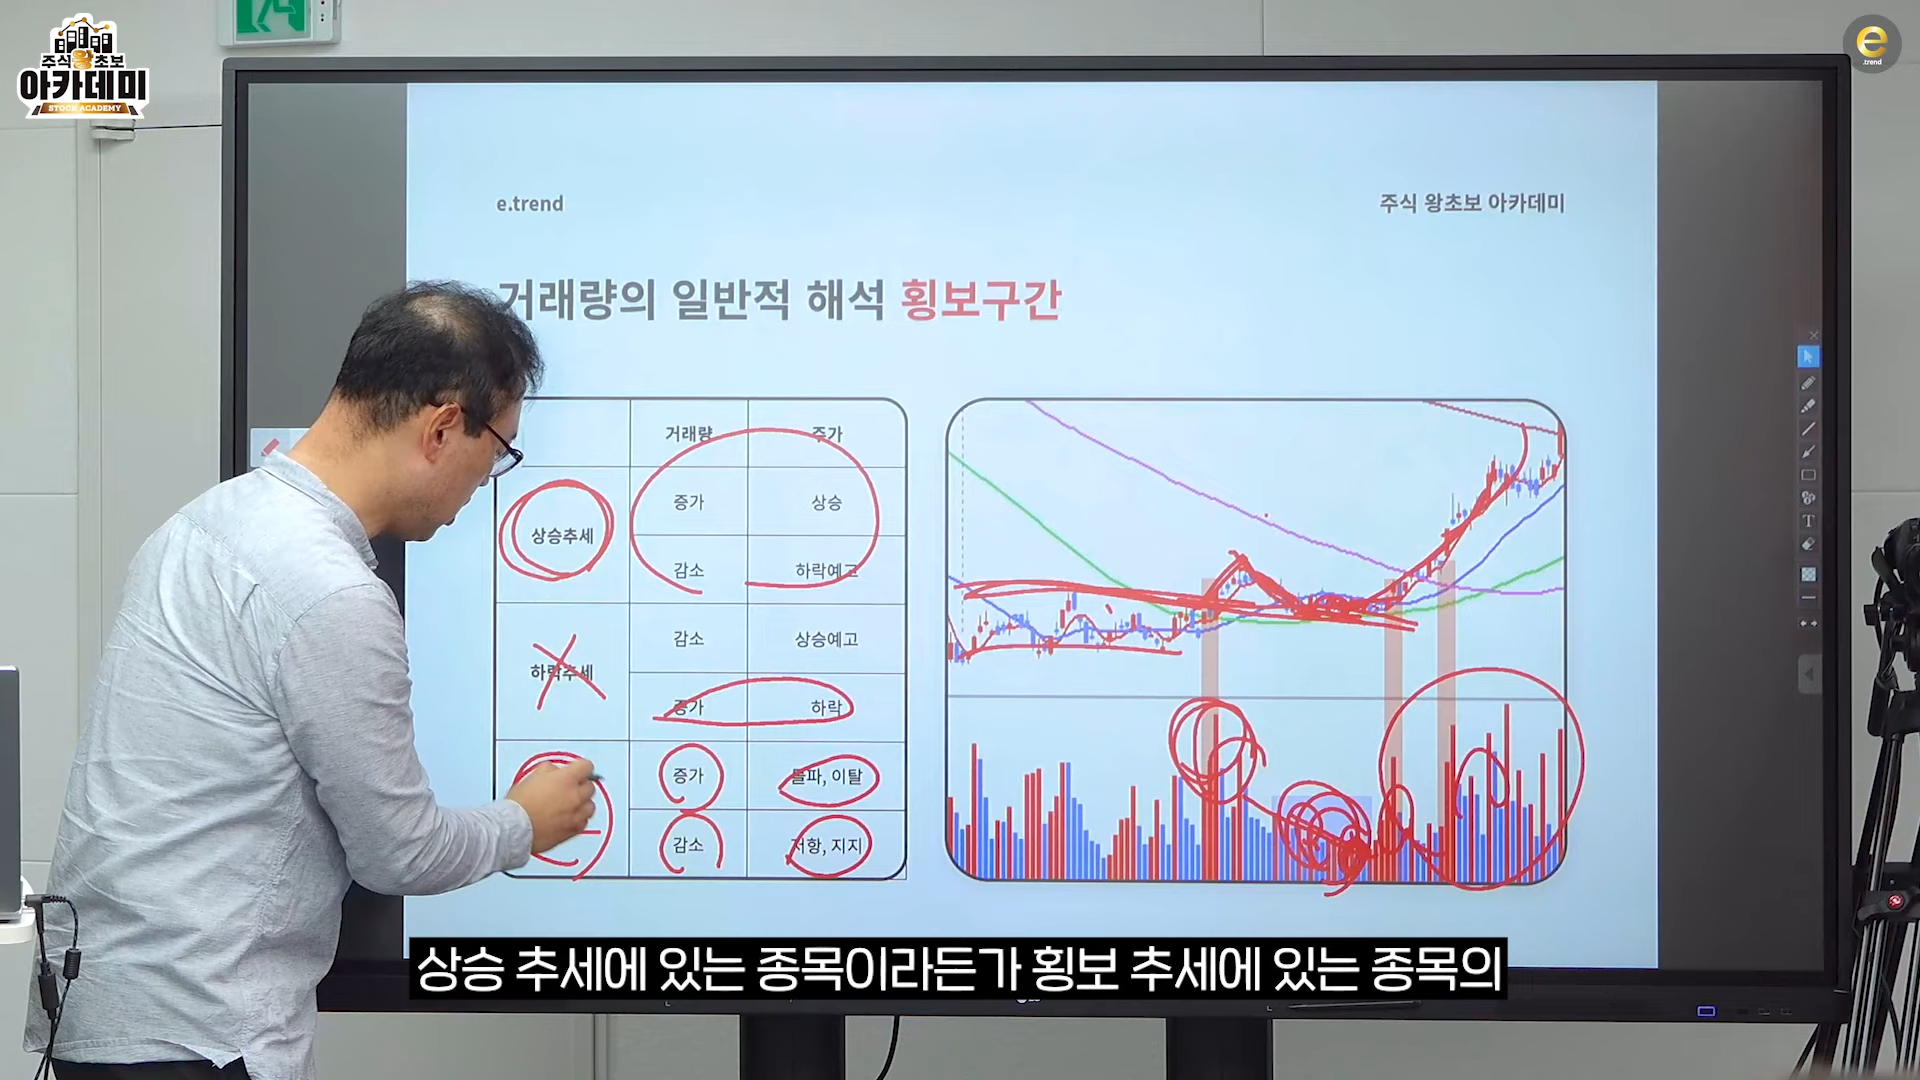 주식왕초보
아카데미
STOCK ACADEMY
e
.trend
e.trend
주식 왕초보 아카데미
거래량의 일반적 해석 횡보구간
거래량 주가
상승추세 증가 상승
감소 하락예고
하락추세 감소 상승예고
증가 하락
증가 돌파, 이탈
감소 저항, 지지
상승 추세에 있는 종목이라든가 횡보 추세에 있는 종목의